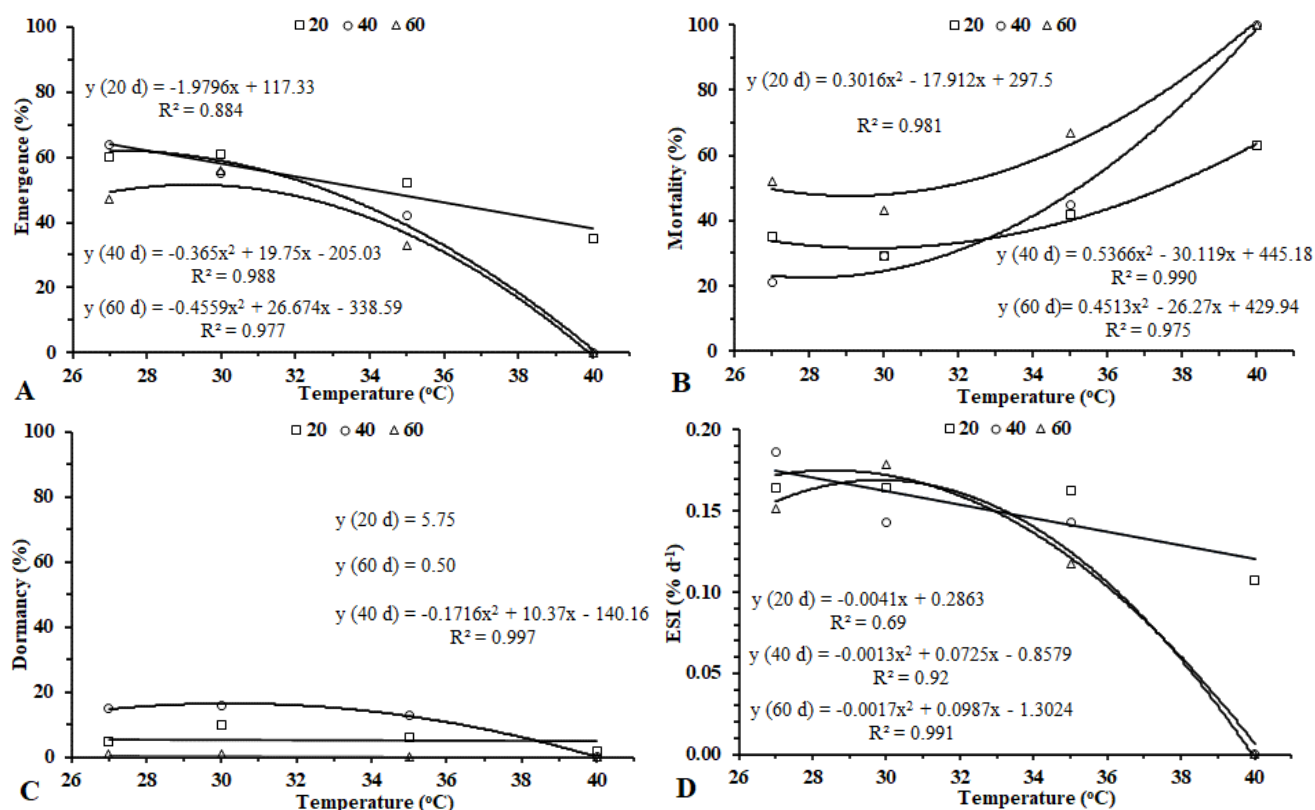 20 40 60
100
80
60
40
20
0
Emergence (%)
y (20 d) = -1.9796x + 117.33
R² = 0.884
y (40 d) = -0.365x² + 19.75x - 205.03
R² = 0.988
y (60 d) = -0.4559x² + 26.674x - 338.59
R² = 0.977
26 28 30 32 34 36 38 40
Temperature (°C)
A
20 40 60
100
80
60
40
20
0
Mortality (%)
y (20 d) = 0.3016x² - 17.912x + 297.5
R² = 0.981
y (40 d) = 0.5366x² - 30.119x + 445.18
R² = 0.990
y (60 d)= 0.4513x² - 26.27x + 429.94
R² = 0.975
26 28 30 32 34 36 38 40
Temperature (°C)
B
20 40 60
100
80
60
40
20
0
Dormancy (%)
y (20 d) = 5.75
y (60 d) = 0.50
y (40 d) = -0.1716x² + 10.37x - 140.16
R² = 0.997
26 28 30 32 34 36 38 40
Temperature (°C)
C
20 40 60
0.20
0.15
0.10
0.05
0.00
ESI (% d⁻¹)
y (20 d) = -0.0041x + 0.2863
R² = 0.69
y (40 d) = -0.0013x² + 0.0725x - 0.8579
R² = 0.92
y (60 d) = -0.0017x² + 0.0987x - 1.3024
R² = 0.991
26 28 30 32 34 36 38 40
Temperature (°C)
D